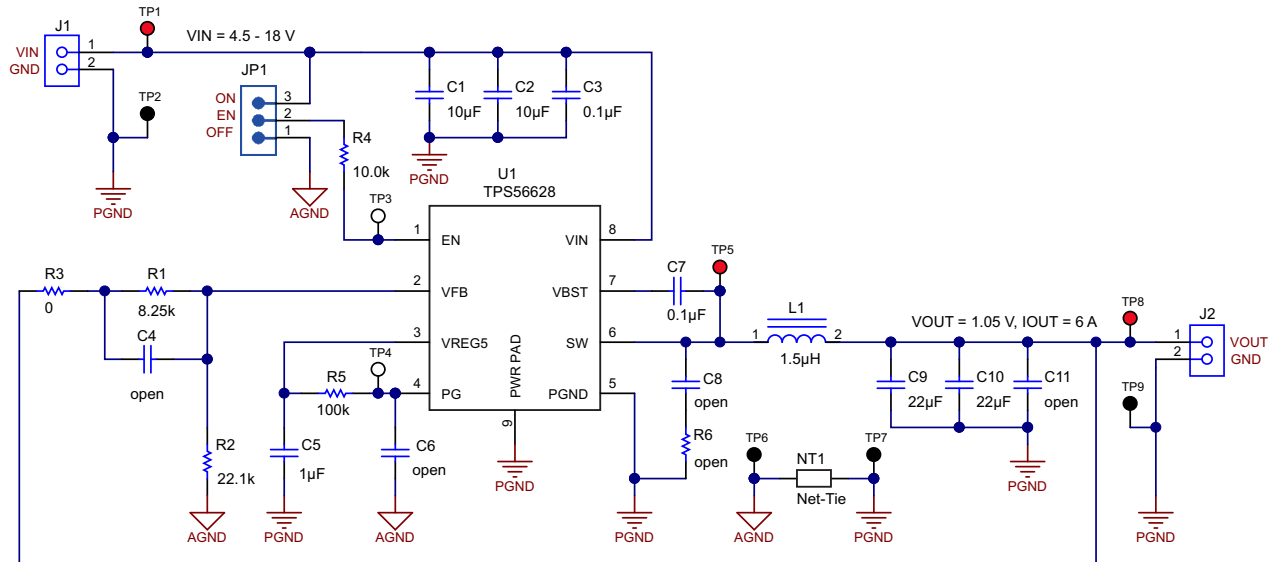 J1
TP1
VIN = 4.5 - 18 V
VIN
GND
1
2
TP2
PGND
JP1
ON
EN
OFF
3
2
1
AGND
R4
10.0k
C1
10µF
C2
10µF
C3
0.1µF
PGND
U1
TPS56628
TP3
1
EN
2
VFB
3
VREG5
4
PG
VIN
8
VBST
7
SW
6
PGND
5
PWRPAD
9
PGND
R3
0
R1
8.25k
C4
open
R2
22.1k
AGND
R5
100k
TP4
C5
1µF
PGND
C6
open
AGND
C7
0.1µF
TP5
L1
1
2
1.5µH
C8
open
R6
open
PGND
VOUT = 1.05 V, IOUT = 6 A
C9
22µF
C10
22µF
C11
open
PGND
TP6
NT1
Net-Tie
TP7
AGND
PGND
TP8
J2
1
2
VOUT
GND
TP9
PGND